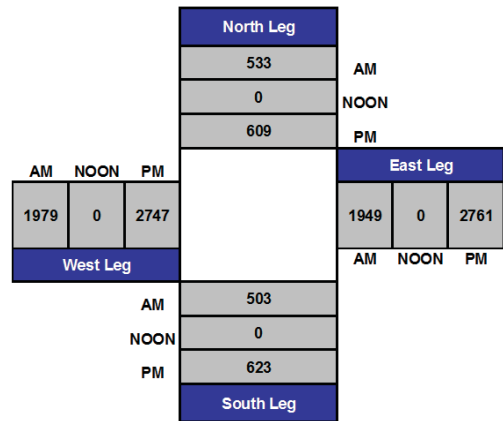 North Leg
533 AM
0 NOON
609 PM
AM NOON PM East Leg
1979 0 2747 1949 0 2761
West Leg AM NOON PM
AM 503
NOON 0
PM 623
South Leg